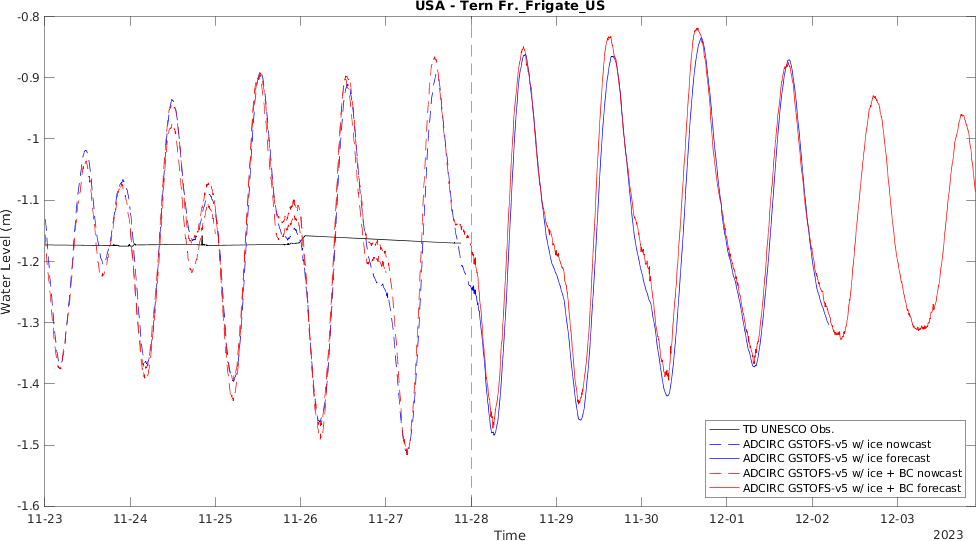 USA - Tern Fr._Frigate_US
-0.8
-0.9
-1
-1.1
-1.2
-1.3
-1.4
-1.5
-1.6
Water Level (m)
TD UNESCO Obs.
ADCIRC GSTOFS-v5 w/ ice nowcast
ADCIRC GSTOFS-v5 w/ ice forecast
ADCIRC GSTOFS-v5 w/ ice + BC nowcast
ADCIRC GSTOFS-v5 w/ ice + BC forecast
11-23 11-24 11-25 11-26 11-27 11-28 11-29 11-30 12-01 12-02 12-03
Time
2023